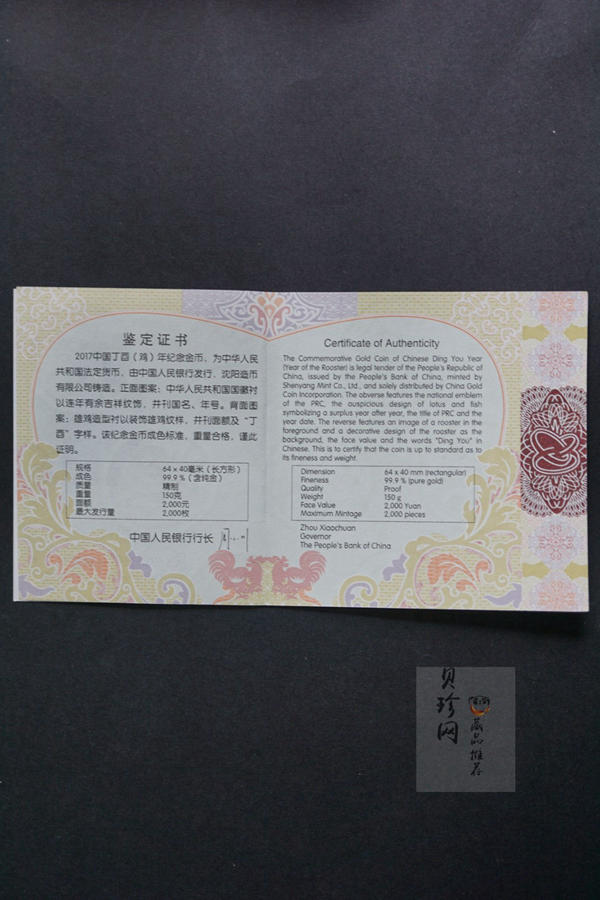 鉴定证书
2017中国丁酉（鸡）年纪念金币，为中华人民
共和国法定货币，由中国人民银行发行，沈阳造币
有限公司铸造。正面图案：中华人民共和国国徽衬
以连年有余吉祥纹饰，并刊国名、年号。背面图
案：雄鸡造型衬以装饰雄鸡纹样，并刊面额及“丁
酉”字样。该纪念金币成色标准，重量合格，谨此
证明。
规格 64 x 40毫米（长方形）
成色 99.9 %（含纯金）
质量 精制
重量 150克
面额 2,000元
最大发行量 2,000枚
中国人民银行行长
Certificate of Authenticity
The Commemorative Gold Coin of Chinese Ding You Year
(Year of the Rooster) is legal tender of the People's Republic of
China, issued by the People's Bank of China, minted by
Shenyang Mint Co., Ltd., and solely distributed by China Gold
Coin Incorporation. The obverse features the national emblem
of the PRC, the auspicious design of lotus and fish
symbolizing a surplus year after year, the title of PRC and the
year date. The reverse features an image of a rooster in the
foreground and a decorative design of the rooster as the
background, the face value and the words "Ding You" in
Chinese. This is to certify that the coin is up to standard as to
its fineness and weight.
Dimension 64 x 40 mm (rectangular)
Fineness 99.9 % (pure gold)
Quality Proof
Weight 150 g
Face Value 2,000 Yuan
Maximum Mintage 2,000 pieces
Zhou Xiaochuan
Governor
The People's Bank of China
贝珍网
藏品推荐